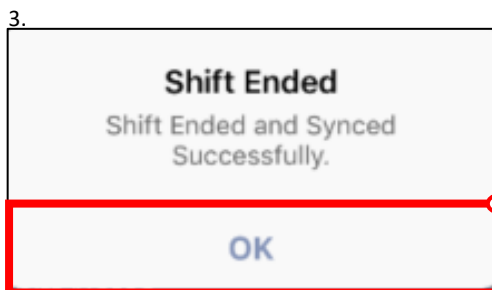 3.
Shift Ended
Shift Ended and Synced
Successfully.
OK